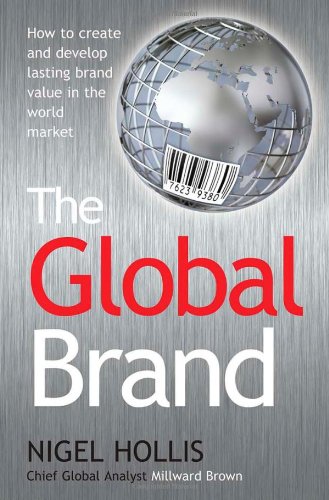 How to create
and develop
lasting brand
value in the
world
market
7623 9380
The
Global
Brand
NIGEL HOLLIS
Chief Global Analyst Millward Brown